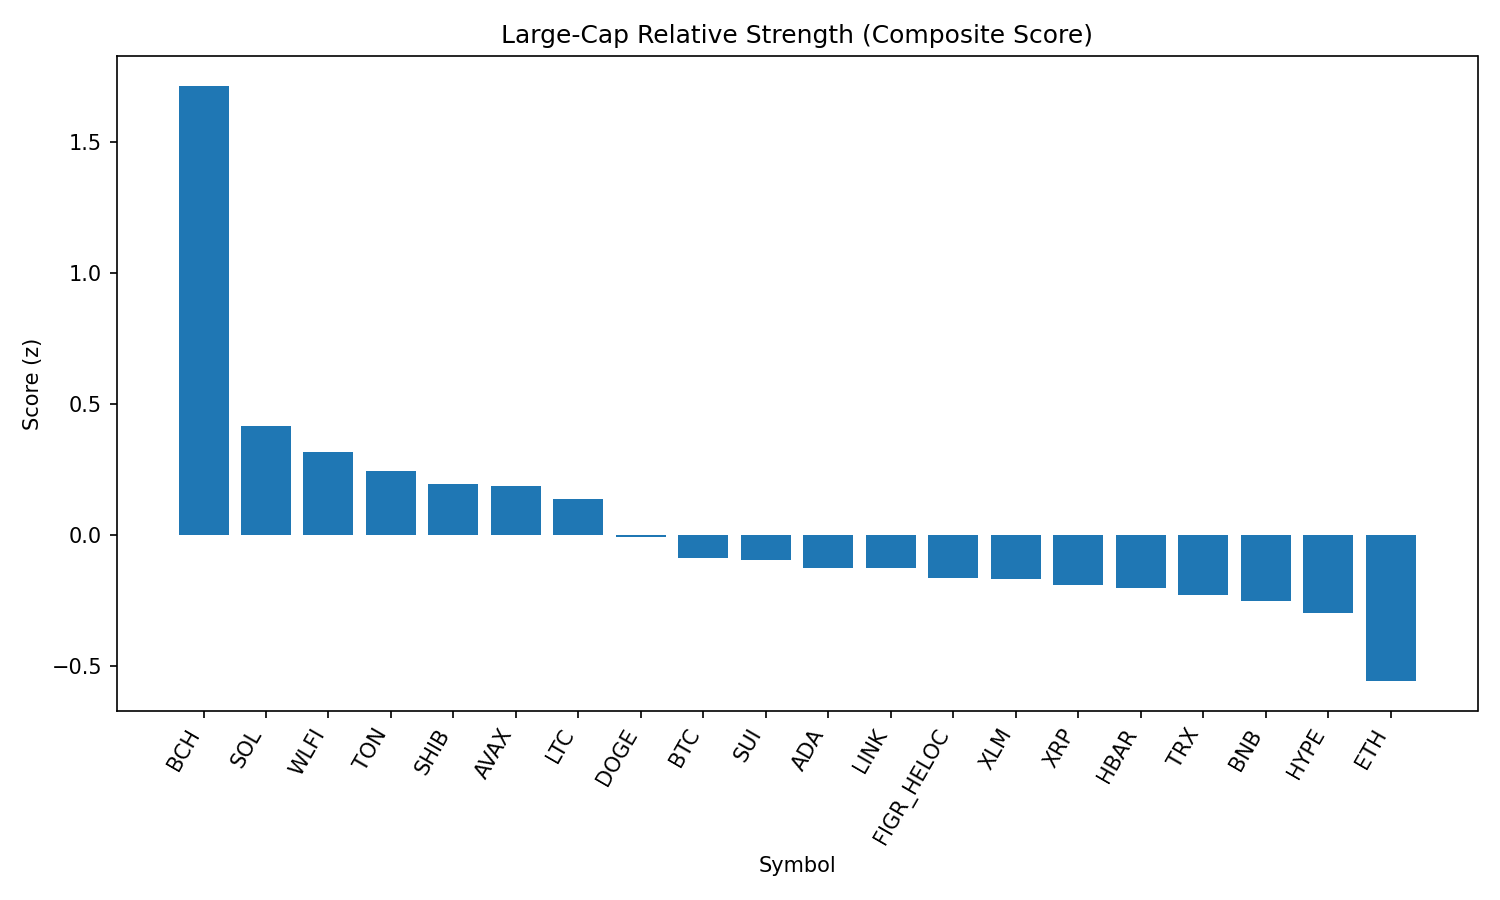 Large-Cap Relative Strength (Composite Score)
Score (z)
1.5
1.0
0.5
0.0
−0.5
BCH
SOL
WLFI
TON
SHIB
AVAX
LTC
DOGE
BTC
SUI
ADA
LINK
FIGR_HELOC
XLM
XRP
HBAR
TRX
BNB
HYPE
ETH
Symbol